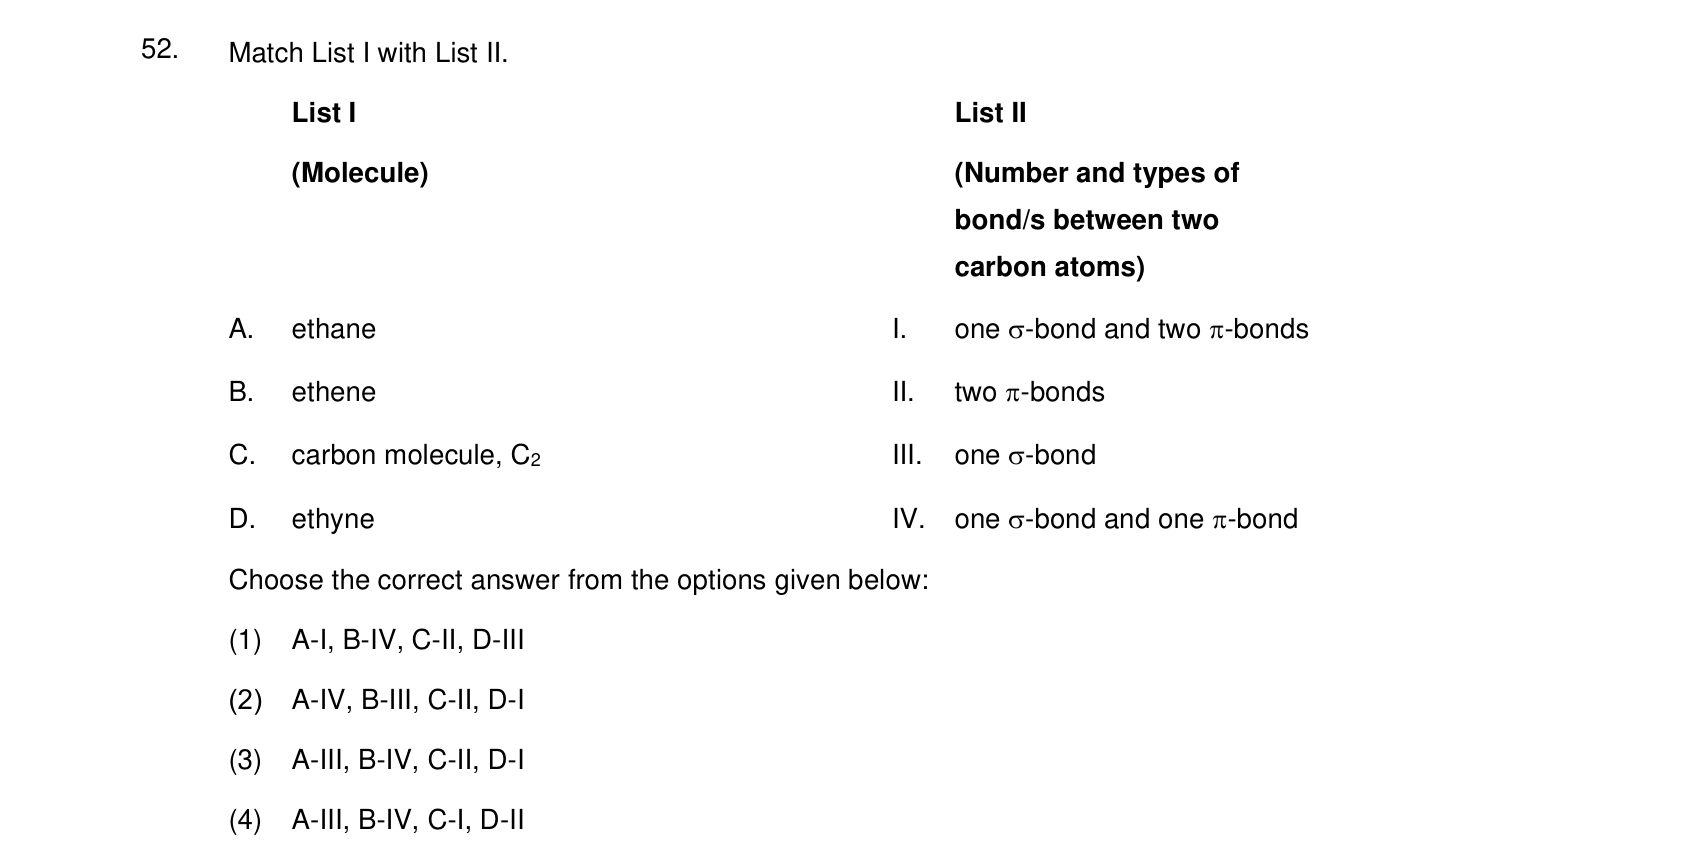 52. Match List I with List II.
List I List II
(Molecule) (Number and types of
bond/s between two
carbon atoms)
A. ethane I. one σ-bond and two π-bonds
B. ethene II. two π-bonds
C. carbon molecule, C₂ III. one σ-bond
D. ethyne IV. one σ-bond and one π-bond
Choose the correct answer from the options given below:
(1) A-I, B-IV, C-II, D-III
(2) A-IV, B-III, C-II, D-I
(3) A-III, B-IV, C-II, D-I
(4) A-III, B-IV, C-I, D-II